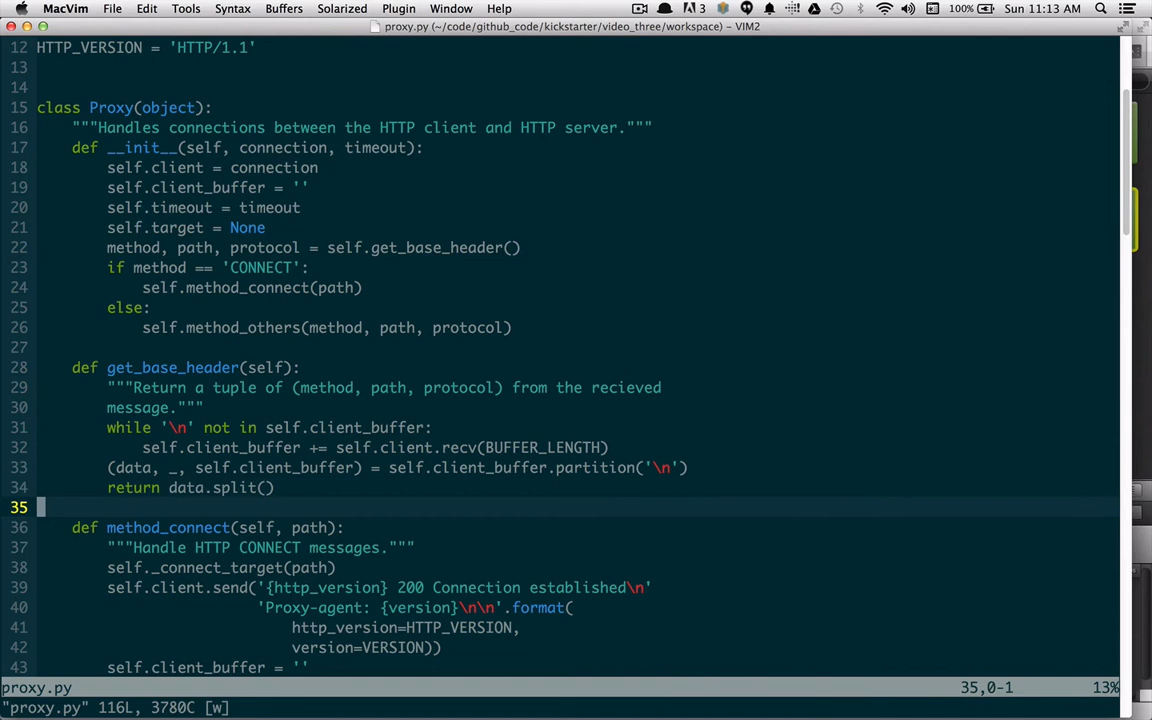 MacVim File Edit Tools Syntax Buffers Solarized Plugin Window Help 3 100% Sun 11:13 AM
proxy.py (~/code/github_code/kickstarter/video_three/workspace) – VIM2
12 HTTP_VERSION = 'HTTP/1.1'
13
14
15 class Proxy(object):
16     """Handles connections between the HTTP client and HTTP server."""
17     def __init__(self, connection, timeout):
18         self.client = connection
19         self.client_buffer = ''
20         self.timeout = timeout
21         self.target = None
22         method, path, protocol = self.get_base_header()
23         if method == 'CONNECT':
24             self.method_connect(path)
25         else:
26             self.method_others(method, path, protocol)
27
28     def get_base_header(self):
29         """Return a tuple of (method, path, protocol) from the recieved
30         message."""
31         while '\n' not in self.client_buffer:
32             self.client_buffer += self.client.recv(BUFFER_LENGTH)
33         (data, _, self.client_buffer) = self.client_buffer.partition('\n')
34         return data.split()
35
36     def method_connect(self, path):
37         """Handle HTTP CONNECT messages."""
38         self._connect_target(path)
39         self.client.send('{http_version} 200 Connection established\n'
40                          'Proxy-agent: {version}\n\n'.format(
41                              http_version=HTTP_VERSION,
42                              version=VERSION))
43         self.client_buffer = ''
proxy.py 35,0-1 13%
"proxy.py" 116L, 3780C [w]